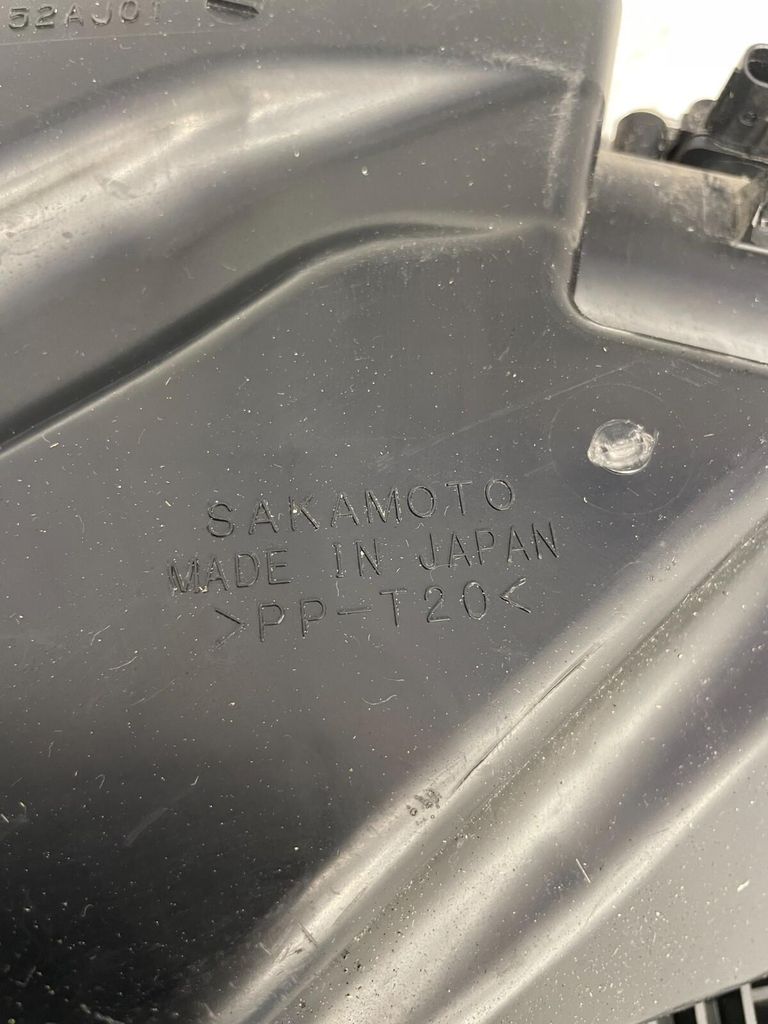 52AJ01
SAKAMOTO
MADE IN JAPAN
>PP-T20<